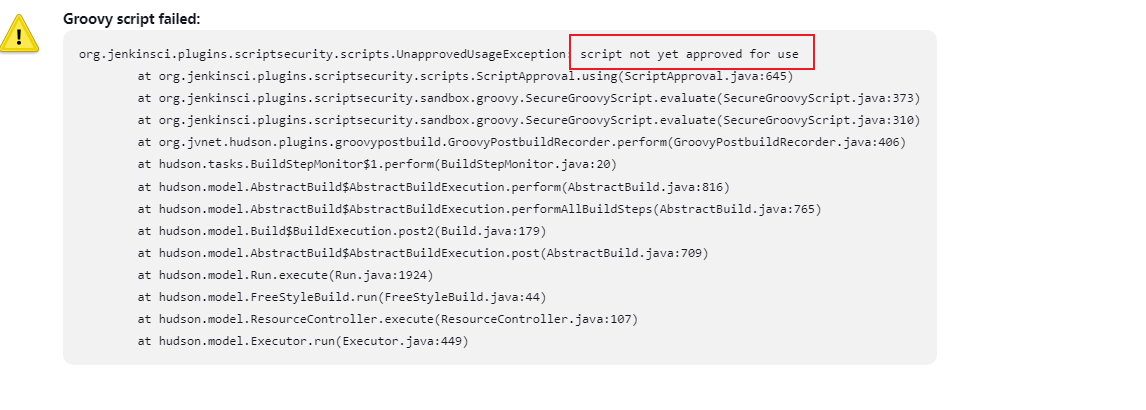 Groovy script failed:
org.jenkinsci.plugins.scriptsecurity.scripts.UnapprovedUsageException: script not yet approved for use
at org.jenkinsci.plugins.scriptsecurity.scripts.ScriptApproval.using(ScriptApproval.java:645)
at org.jenkinsci.plugins.scriptsecurity.sandbox.groovy.SecureGroovyScript.evaluate(SecureGroovyScript.java:373)
at org.jenkinsci.plugins.scriptsecurity.sandbox.groovy.SecureGroovyScript.evaluate(SecureGroovyScript.java:310)
at org.jvnet.hudson.plugins.groovypostbuild.GroovyPostbuildRecorder.perform(GroovyPostbuildRecorder.java:406)
at hudson.tasks.BuildStepMonitor$1.perform(BuildStepMonitor.java:20)
at hudson.model.AbstractBuild$AbstractBuildExecution.perform(AbstractBuild.java:816)
at hudson.model.AbstractBuild$AbstractBuildExecution.performAllBuildSteps(AbstractBuild.java:765)
at hudson.model.Build$BuildExecution.post2(Build.java:179)
at hudson.model.AbstractBuild$AbstractBuildExecution.post(AbstractBuild.java:709)
at hudson.model.Run.execute(Run.java:1924)
at hudson.model.FreeStyleBuild.run(FreeStyleBuild.java:44)
at hudson.model.ResourceController.execute(ResourceController.java:107)
at hudson.model.Executor.run(Executor.java:449)